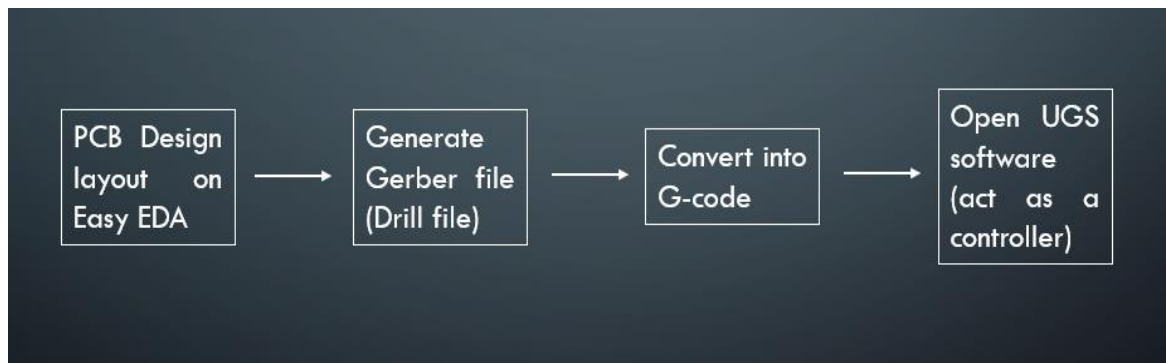 PCB Design
layout on
Easy EDA
Generate
Gerber file
(Drill file)
Convert into
G-code
Open UGS
software
(act as a
controller)